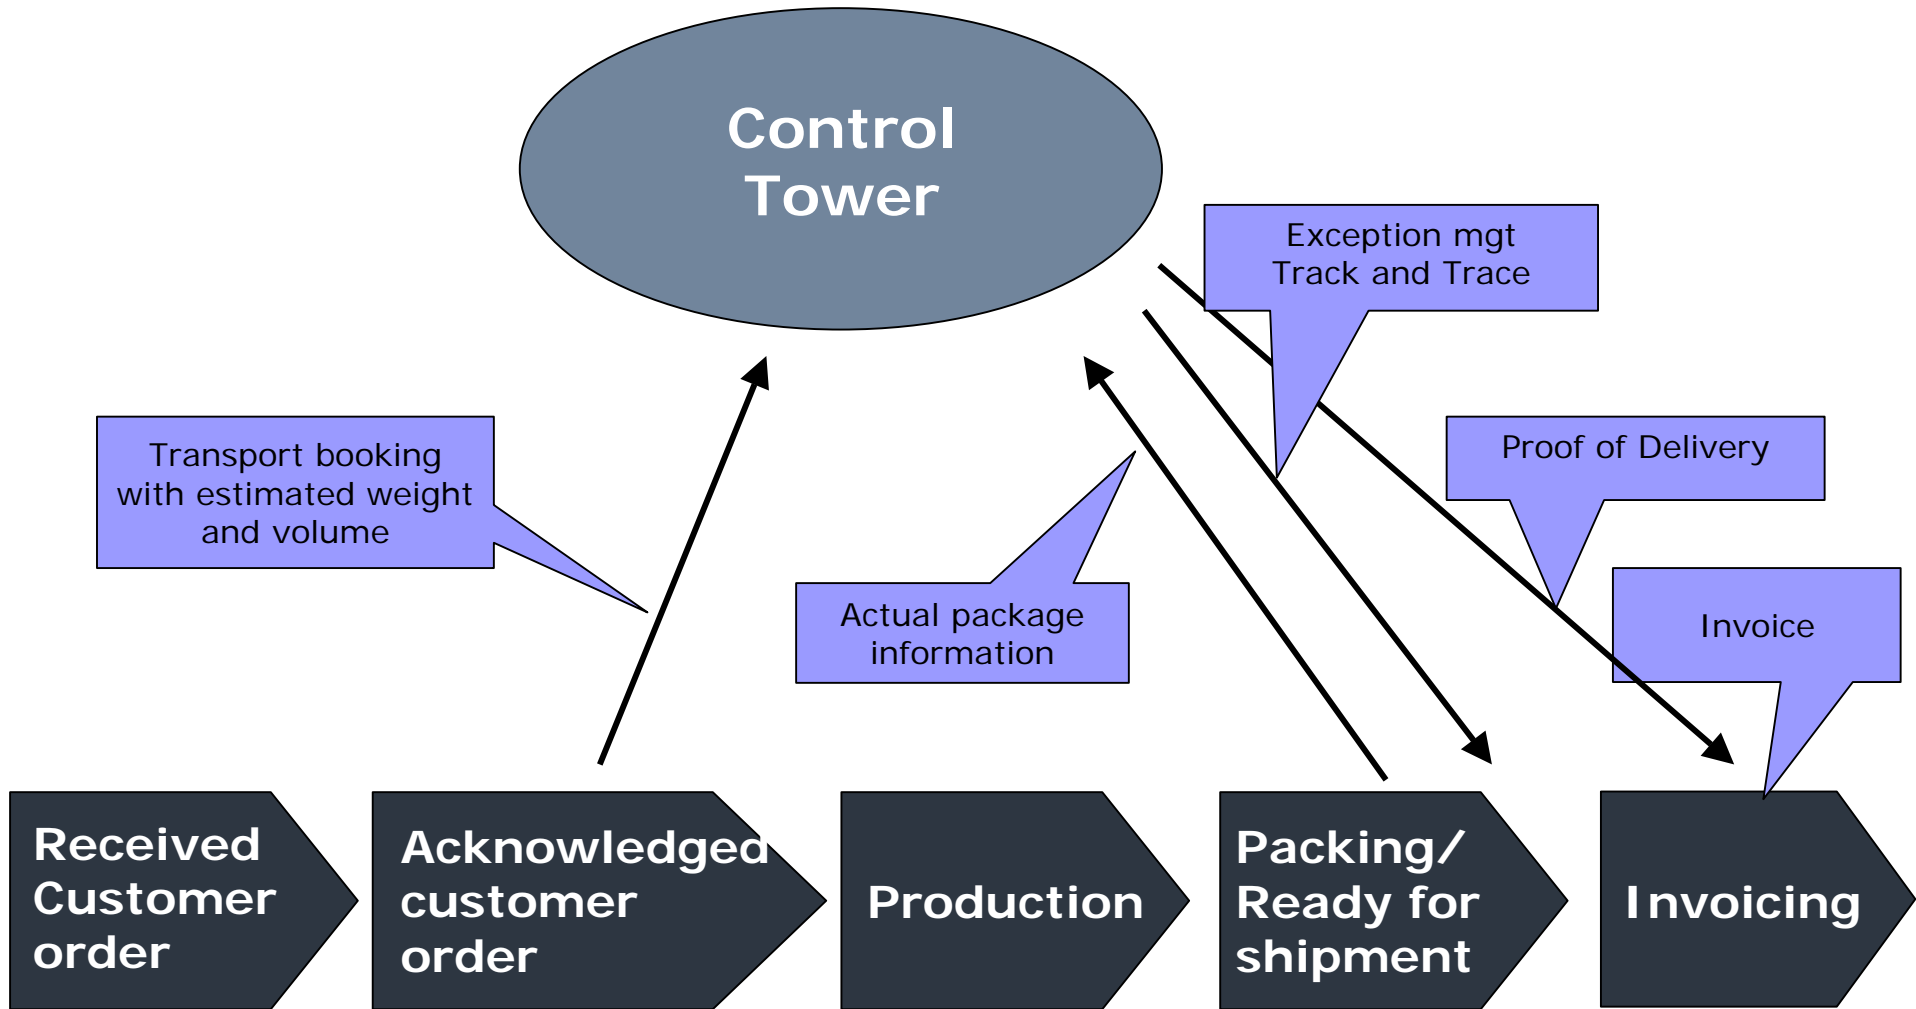 Control
Tower
Exception mgt
Track and Trace
Transport booking
with estimated weight
and volume
Proof of Delivery
Actual package
information
Invoice
Received
Customer
order
Acknowledged
customer
order
Production
Packing/
Ready for
shipment
Invoicing